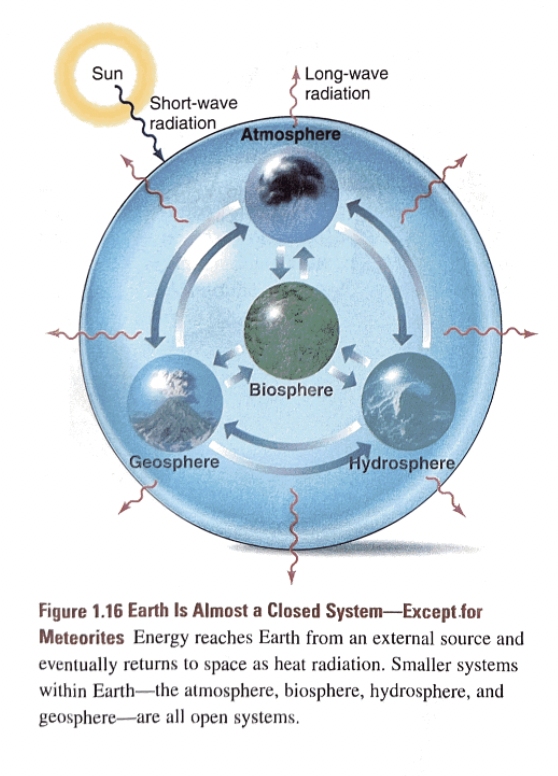 Sun
Long-wave
radiation
Short-wave
radiation
Atmosphere
Biosphere
Geosphere
Hydrosphere
Figure 1.16 Earth Is Almost a Closed System—Except for
Meteorites Energy reaches Earth from an external source and
eventually returns to space as heat radiation. Smaller systems
within Earth—the atmosphere, biosphere, hydrosphere, and
geosphere—are all open systems.